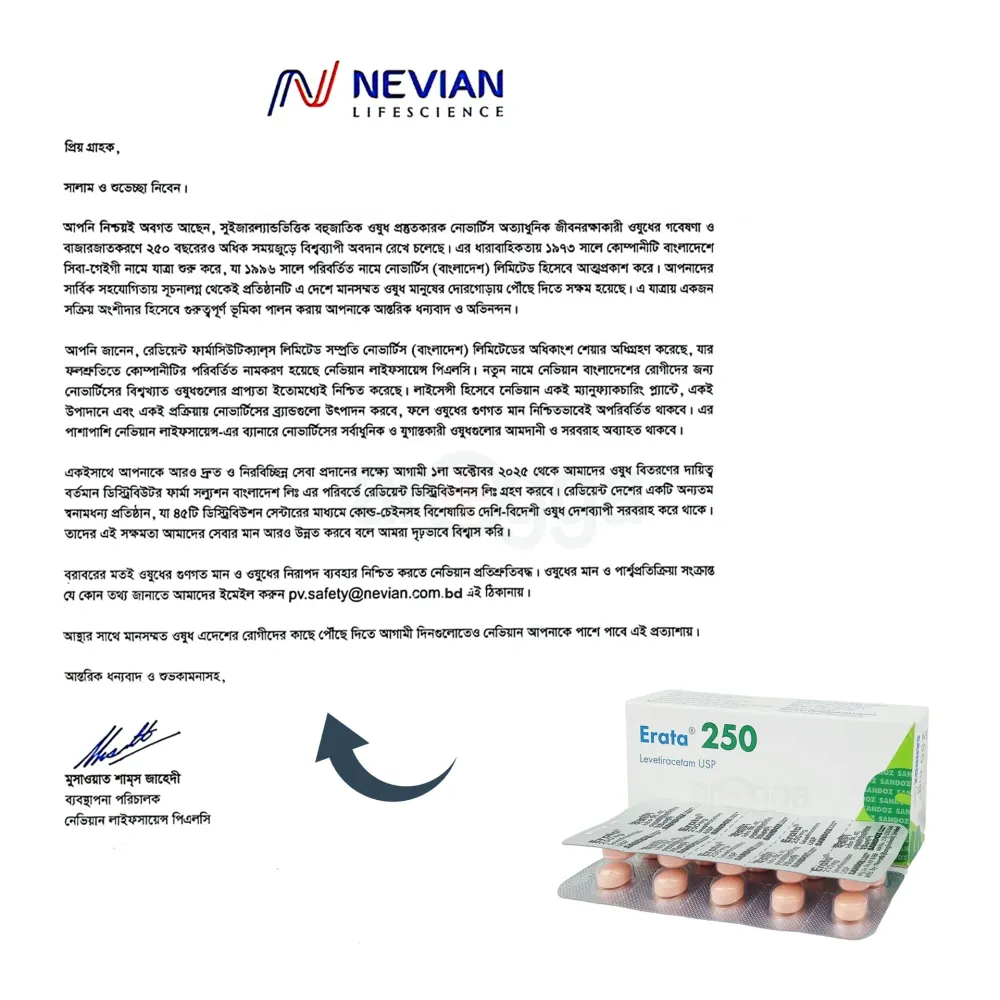 NEVIAN
LIFESCIENCE
প্রিয় গ্রাহক,
সালাম ও শুভেচ্ছা নিবেন।
আপনি নিশ্চয়ই অবগত আছেন, সুইজারল্যান্ডভিত্তিক বহুজাতিক ওষুধ প্রস্তুতকারক নোভার্টিস অত্যাধুনিক জীবনরক্ষাকারী ওষুধের গবেষণা ও
বাজারজাতকরণে ২৫০ বছরেরও অধিক সময়জুড়ে বিশ্বব্যাপী অবদান রেখে চলেছে। এর ধারাবাহিকতায় ১৯৭৩ সালে কোম্পানীটি বাংলাদেশে
সিবা-গেইগী নামে যাত্রা শুরু করে, যা ১৯৯৬ সালে পরিবর্তিত নামে নোভার্টিস (বাংলাদেশ) লিমিটেড হিসেবে আত্মপ্রকাশ করে। আপনাদের
সার্বিক সহযোগিতায় সূচনালগ্ন থেকেই প্রতিষ্ঠানটি এ দেশে মানসম্মত ওষুধ মানুষের দোরগোড়ায় পৌঁছে দিতে সক্ষম হয়েছে। এ যাত্রায় একজন
সক্রিয় অংশীদার হিসেবে গুরুত্বপূর্ণ ভূমিকা পালন করায় আপনাকে আন্তরিক ধন্যবাদ ও অভিনন্দন।
আপনি জানেন, রেডিয়েন্ট ফার্মাসিউটিক্যাল্স লিমিটেড সম্প্রতি নোভার্টিস (বাংলাদেশ) লিমিটেডের অধিকাংশ শেয়ার অধিগ্রহণ করেছে, যার
ফলশ্রুতিতে কোম্পানীটির পরিবর্তিত নামকরণ হয়েছে নেভিয়ান লাইফসায়েন্স পিএলসি। নতুন নামে নেভিয়ান বাংলাদেশের রোগীদের জন্য
নোভার্টিসের বিশ্বখ্যাত ওষুধগুলোর প্রাপ্যতা ইতোমধ্যেই নিশ্চিত করেছে। লাইসেন্সী হিসেবে নেভিয়ান একই ম্যানুফ্যাকচারিং প্ল্যান্টে, একই
উপাদানে এবং একই প্রক্রিয়ায় নোভার্টিসের ব্র্যান্ডগুলো উৎপাদন করবে, ফলে ওষুধের গুণগত মান নিশ্চিতভাবেই অপরিবর্তিত থাকবে। এর
পাশাপাশি নেভিয়ান লাইফসায়েন্স-এর ব্যানারে নোভার্টিসের সর্বাধুনিক ও যুগান্তকারী ওষুধগুলোর আমদানী ও সরবরাহ অব্যাহত থাকবে।
একইসাথে আপনাকে আরও দ্রুত ও নিরবিচ্ছিন্ন সেবা প্রদানের লক্ষ্যে আগামী ১লা অক্টোবর ২০২৫ থেকে আমাদের ওষুধ বিতরণের দায়িত্ব
বর্তমান ডিস্ট্রিবিউটর ফার্মা সল্যুশন বাংলাদেশ লিঃ এর পরিবর্তে রেডিয়েন্ট ডিস্ট্রিবিউশনস লিঃ গ্রহণ করবে। রেডিয়েন্ট দেশের একটি অন্যতম
স্বনামধন্য প্রতিষ্ঠান, যা ৪৫টি ডিস্ট্রিবিউশন সেন্টারের মাধ্যমে কোল্ড-চেইনসহ বিশেষায়িত দেশি-বিদেশী ওষুধ দেশব্যাপী সরবরাহ করে থাকে।
তাদের এই সক্ষমতা আমাদের সেবার মান আরও উন্নত করবে বলে আমরা দৃঢ়ভাবে বিশ্বাস করি।
বরাবরের মতই ওষুধের গুণগত মান ও ওষুধের নিরাপদ ব্যবহার নিশ্চিত করতে নেভিয়ান প্রতিশ্রুতিবদ্ধ। ওষুধের মান ও পার্শ্বপ্রতিক্রিয়া সংক্রান্ত
যে কোন তথ্য জানাতে আমাদের ইমেইল করুন pv.safety@nevian.com.bd এই ঠিকানায়।
আস্থার সাথে মানসম্মত ওষুধ এদেশের রোগীদের কাছে পৌঁছে দিতে আগামী দিনগুলোতেও নেভিয়ান আপনাকে পাশে পাবে এই প্রত্যাশায়।
আন্তরিক ধন্যবাদ ও শুভকামনাসহ,
মুসাওয়াত শাম্স জাহেদী
ব্যবস্থাপনা পরিচালক
নেভিয়ান লাইফসায়েন্স পিএলসি
Erata® 250
Levetiracetam USP
SANDOZ